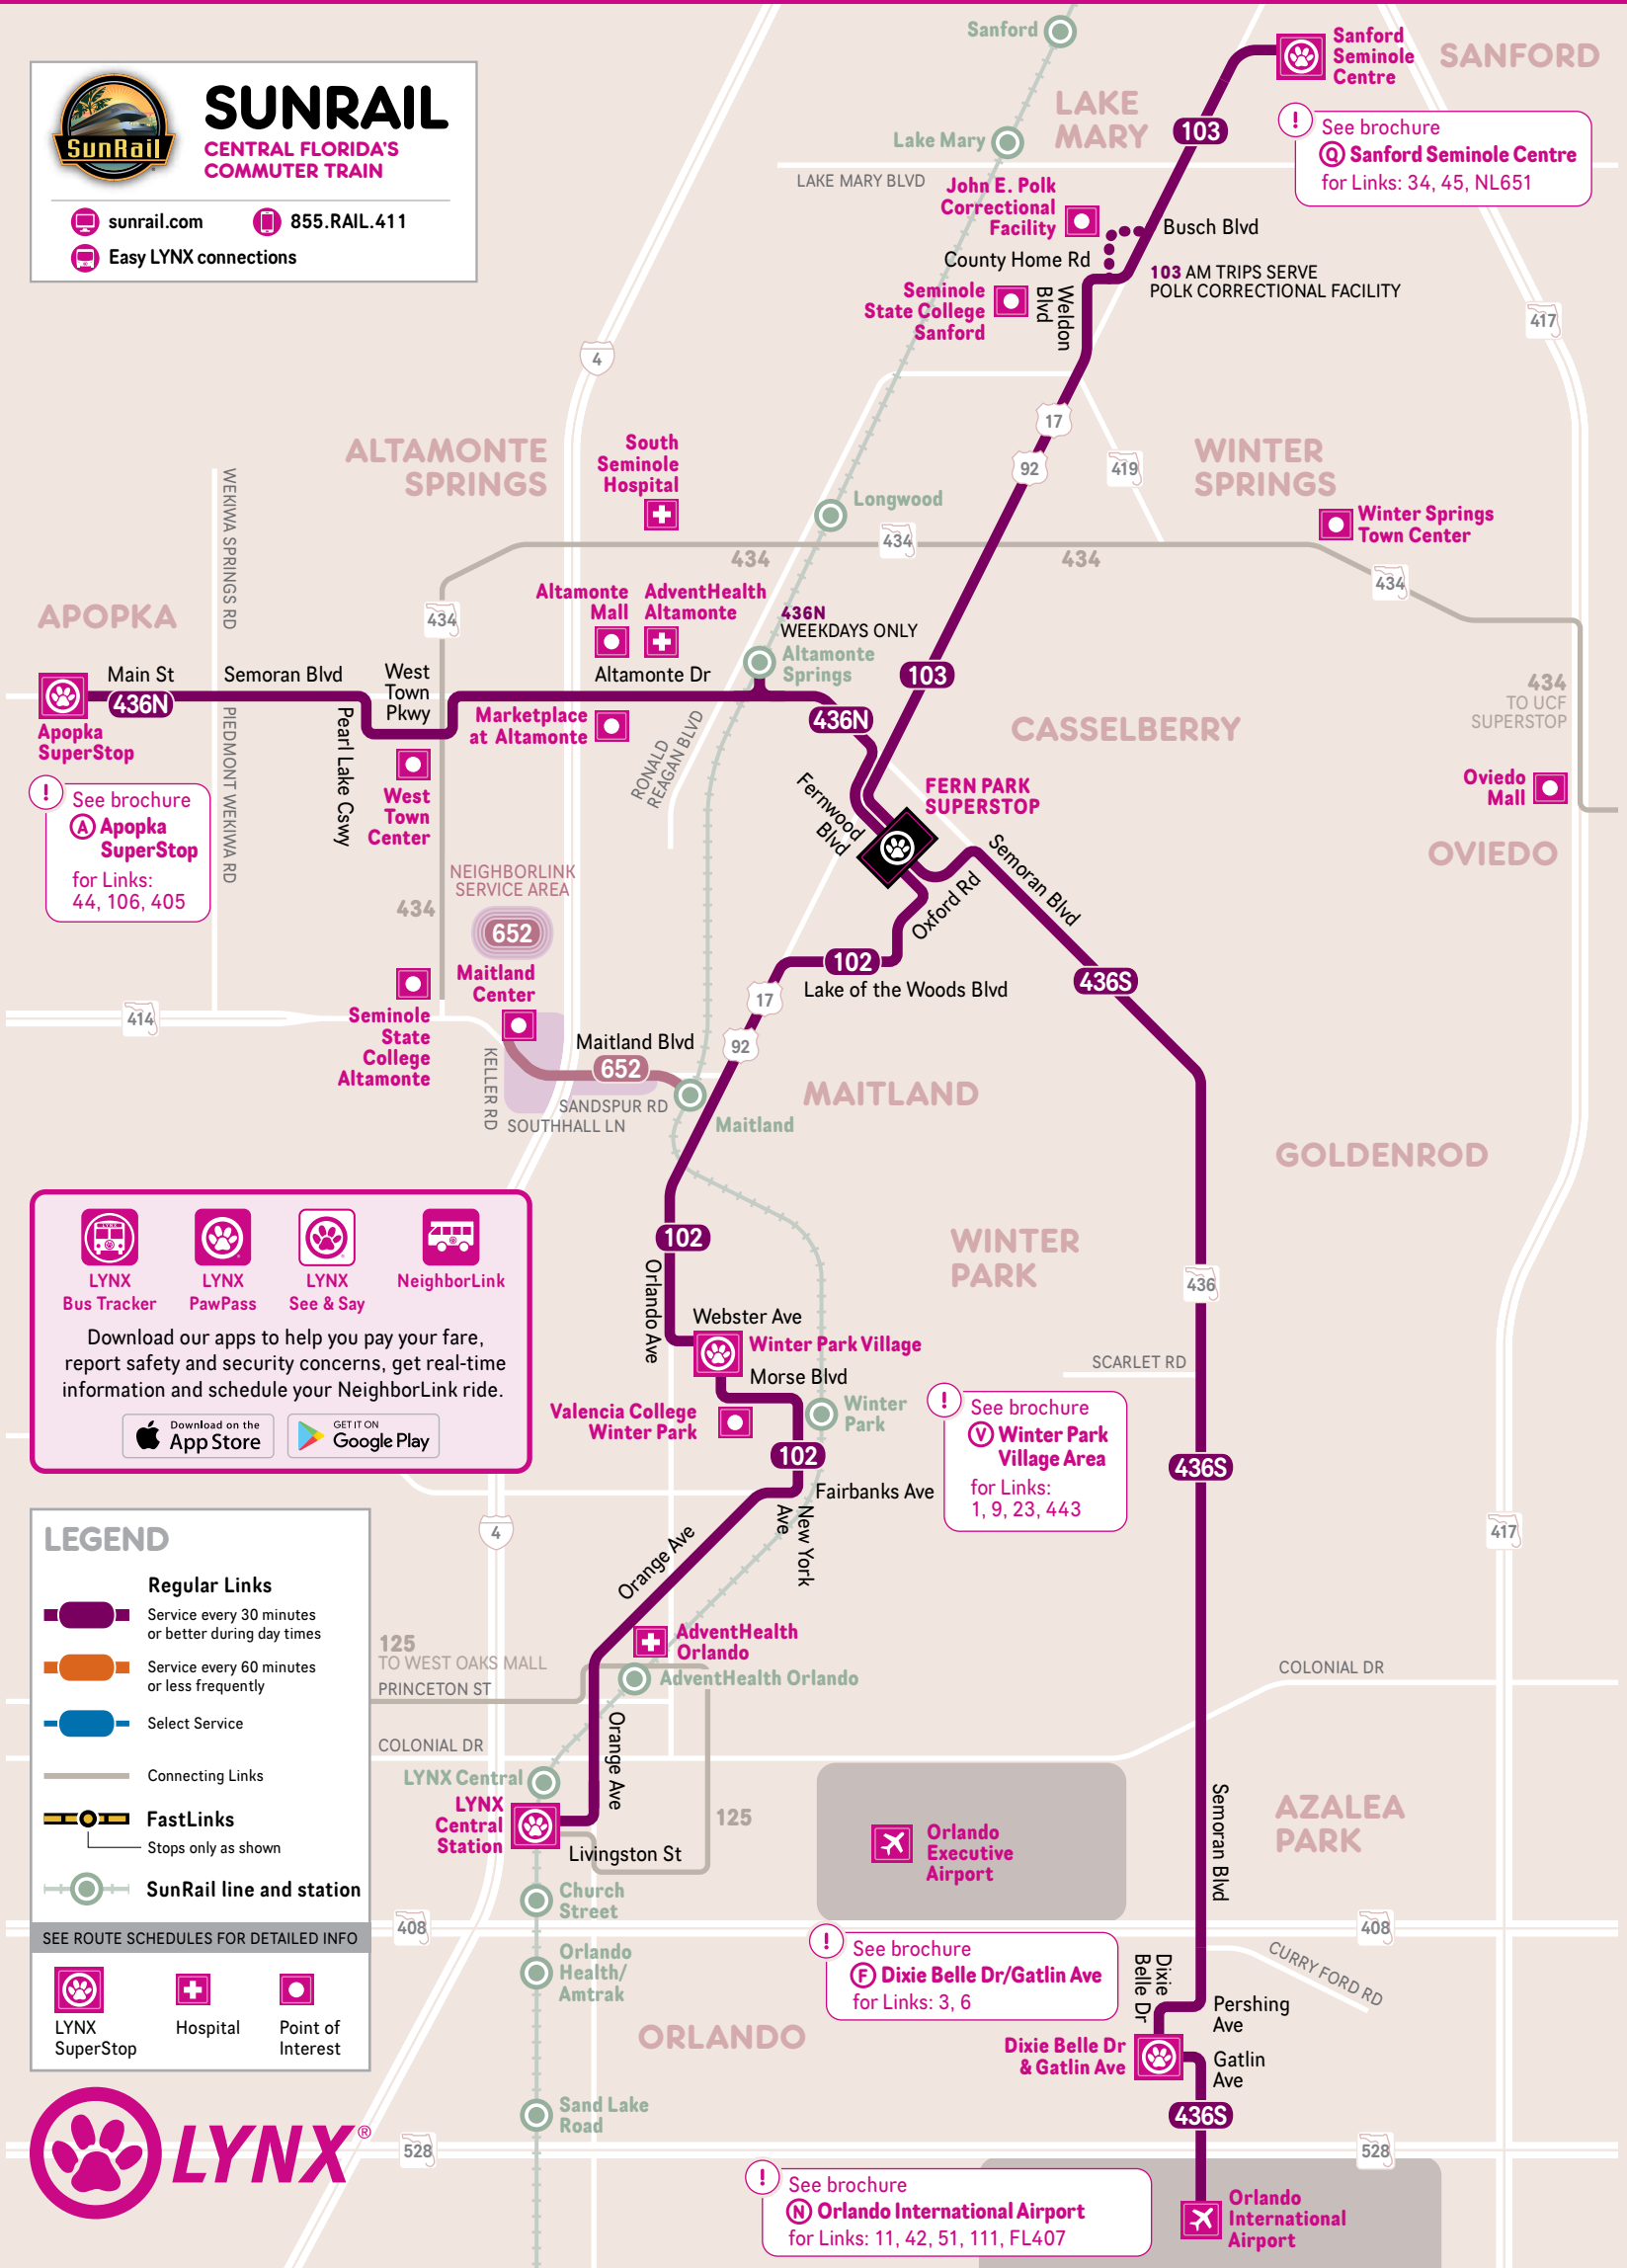 SunRail
SUNRAIL
CENTRAL FLORIDA'S
COMMUTER TRAIN
sunrail.com
855.RAIL.411
Easy LYNX connections
Sanford
Sanford
Seminole
Centre
SANFORD
LAKE
MARY
103
Lake Mary
LAKE MARY BLVD
!
See brochure
Q Sanford Seminole Centre
for Links: 34, 45, NL651
John E. Polk
Correctional
Facility
Busch Blvd
County Home Rd
103 AM TRIPS SERVE
POLK CORRECTIONAL FACILITY
Seminole
State College
Sanford
Weldon
Blvd
417
4
17
92
419
ALTAMONTE
SPRINGS
South
Seminole
Hospital
WINTER
SPRINGS
Longwood
Winter Springs
Town Center
WEKIWA SPRINGS RD
434
434
434
434
434
APOPKA
Altamonte
Mall
AdventHealth
Altamonte
436N
WEEKDAYS ONLY
Altamonte
Springs
Main St
Semoran Blvd
West
Town
Pkwy
Altamonte Dr
103
436N
436N
434
TO UCF
SUPERSTOP
Apopka
SuperStop
PIEDMONT WEKIWA RD
Pearl Lake Cswy
Marketplace
at Altamonte
RONALD
REAGAN BLVD
CASSELBERRY
West
Town
Center
Fernwood
Blvd
FERN PARK
SUPERSTOP
Oviedo
Mall
OVIEDO
!
See brochure
A Apopka
SuperStop
for Links:
44, 106, 405
434
NEIGHBORLINK
SERVICE AREA
652
Oxford Rd
Semoran Blvd
102
436S
Lake of the Woods Blvd
Maitland
Center
17
414
Seminole
State
College
Altamonte
Maitland Blvd
92
652
KELLER RD
SANDSPUR RD
SOUTHHALL LN
MAITLAND
Maitland
GOLDENROD
LYNX
Bus Tracker
LYNX
PawPass
LYNX
See & Say
NeighborLink
Download our apps to help you pay your fare,
report safety and security concerns, get real-time
information and schedule your NeighborLink ride.
Download on the
App Store
GET IT ON
Google Play
102
WINTER
PARK
436
Orlando Ave
Webster Ave
Winter Park Village
Morse Blvd
SCARLET RD
Valencia College
Winter Park
Winter
Park
!
See brochure
V Winter Park
Village Area
for Links:
1, 9, 23, 443
102
436S
Fairbanks Ave
New York
Ave
4
417
Orange Ave
LEGEND
Regular Links
Service every 30 minutes
or better during day times
Service every 60 minutes
or less frequently
Select Service
Connecting Links
FastLinks
Stops only as shown
SunRail line and station
SEE ROUTE SCHEDULES FOR DETAILED INFO
LYNX
SuperStop
Hospital
Point of
Interest
AdventHealth
Orlando
125
TO WEST OAKS MALL
PRINCETON ST
AdventHealth Orlando
COLONIAL DR
COLONIAL DR
Orange Ave
LYNX Central
LYNX
Central
Station
125
Livingston St
Orlando
Executive
Airport
Semoran Blvd
AZALEA
PARK
Church
Street
408
408
Orlando
Health/
Amtrak
!
See brochure
F Dixie Belle Dr/Gatlin Ave
for Links: 3, 6
Dixie
Belle Dr
CURRY FORD RD
Pershing
Ave
ORLANDO
Dixie Belle Dr
& Gatlin Ave
Gatlin
Ave
436S
Sand Lake
Road
LYNX®
528
528
!
See brochure
N Orlando International Airport
for Links: 11, 42, 51, 111, FL407
Orlando
International
Airport